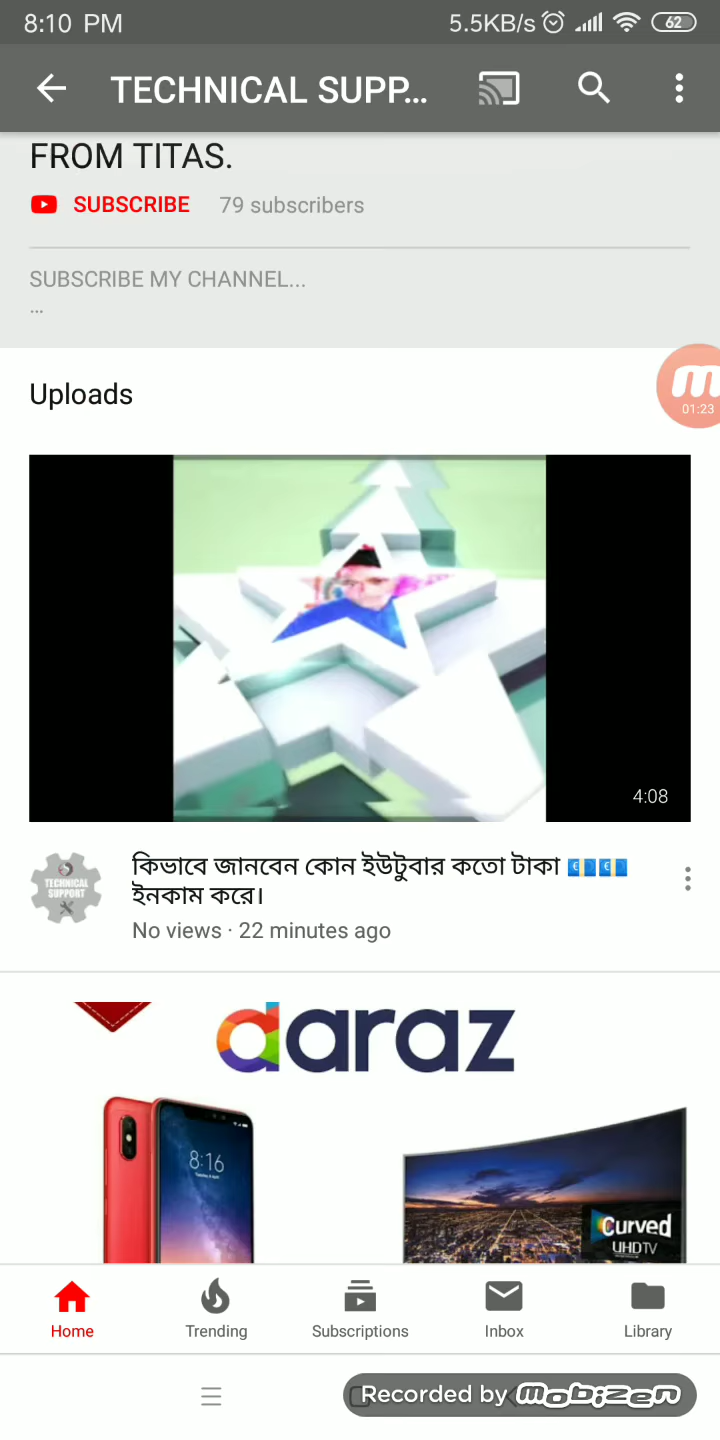 8:10 PM 5.5KB/s 62
TECHNICAL SUPP...
FROM TITAS.
SUBSCRIBE 79 subscribers
SUBSCRIBE MY CHANNEL...
...
Uploads
01:23
4:08
TECHNICAL
SUPPORT
কিভাবে জানবেন কোন ইউটুবার কতো টাকা 💶💶
ইনকাম করে।
No views · 22 minutes ago
daraz
8:16
Curved
UHDTV
Home Trending Subscriptions Inbox Library
Recorded by mobizen